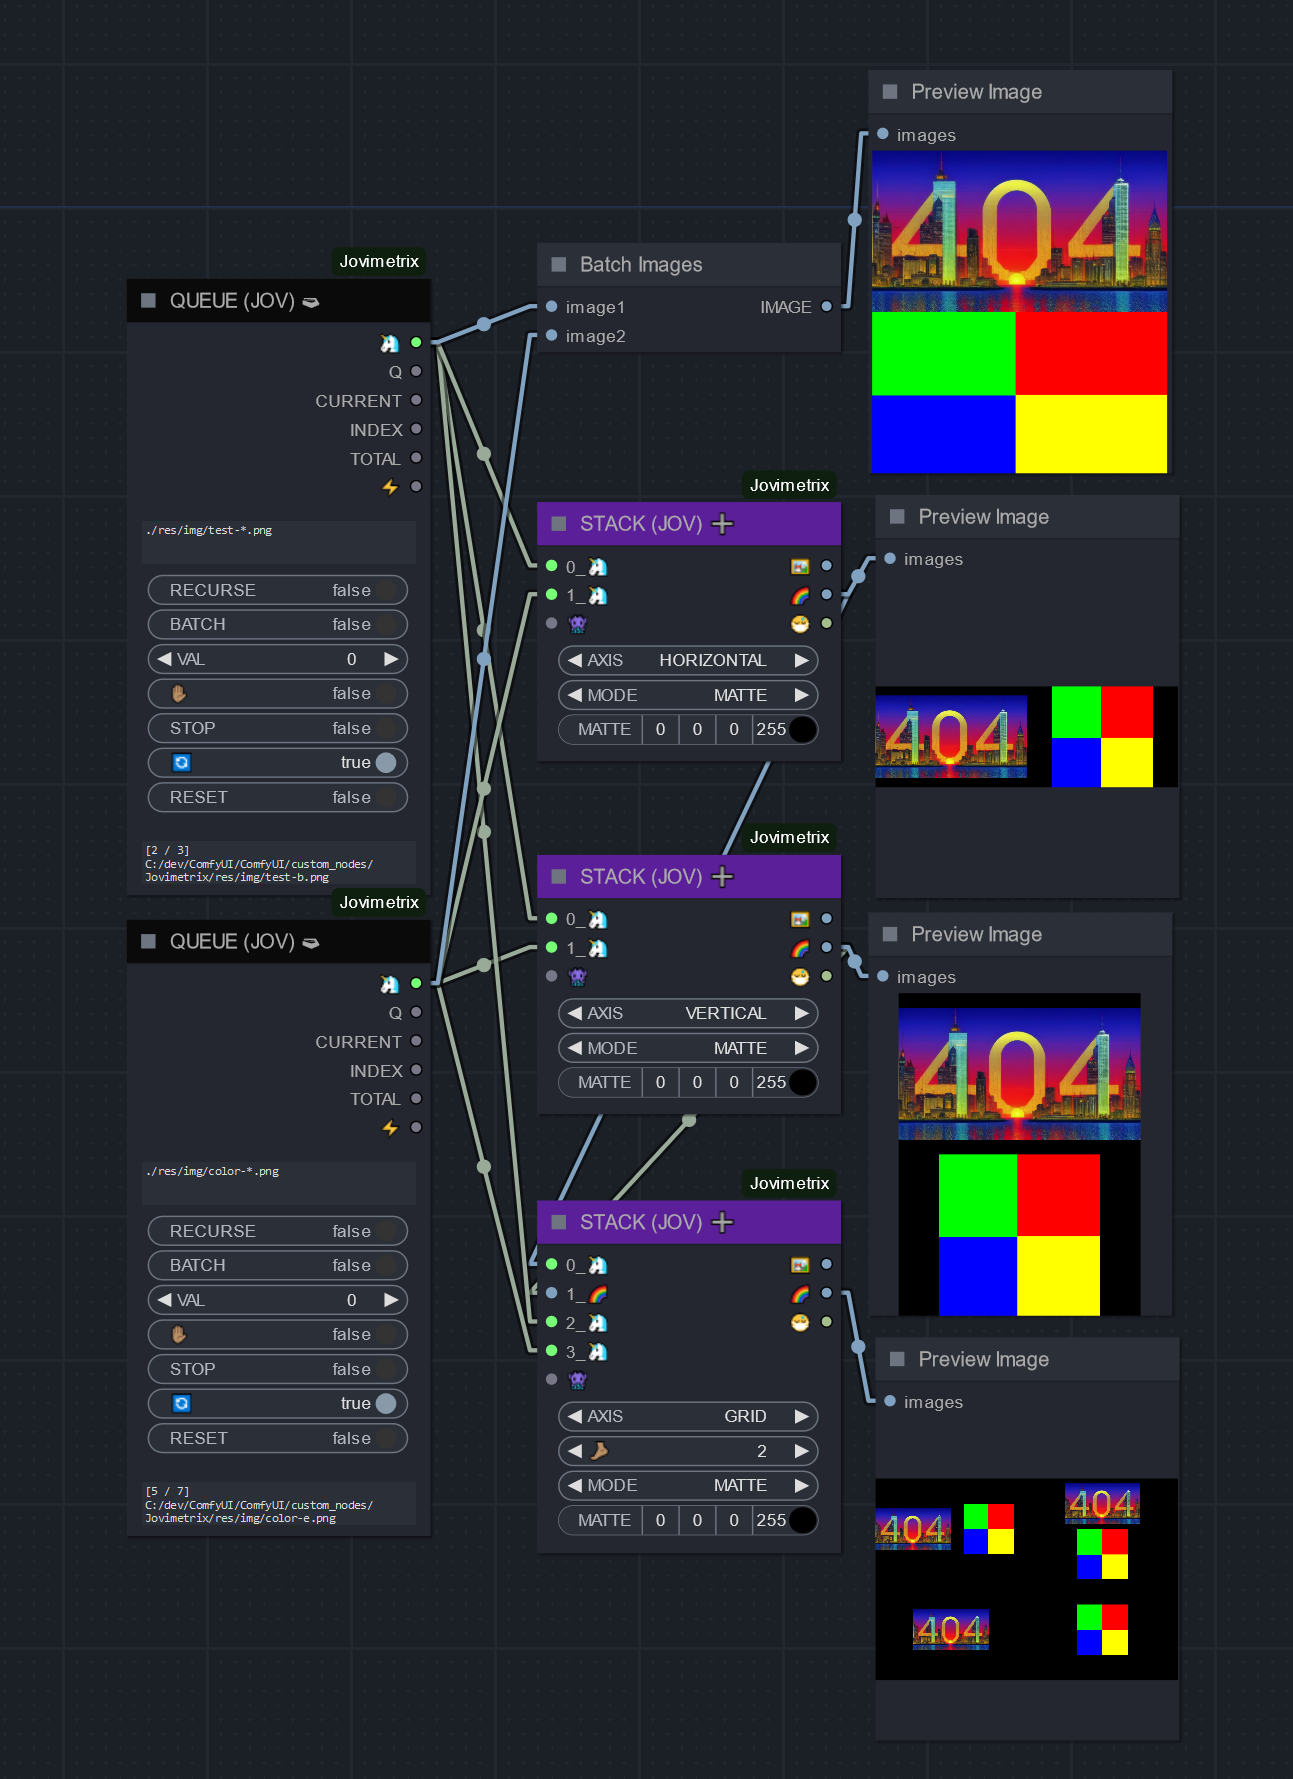 Jovimetrix
QUEUE (JOV)
Q
CURRENT
INDEX
TOTAL
./res/img/test-*.png
RECURSE false
BATCH false
VAL 0
false
STOP false
true
RESET false
[2 / 3]
C:/dev/ComfyUI/ComfyUI/custom_nodes/
Jovimetrix/res/img/test-b.png
Jovimetrix
QUEUE (JOV)
Q
CURRENT
INDEX
TOTAL
./res/img/color-*.png
RECURSE false
BATCH false
VAL 0
false
STOP false
true
RESET false
[5 / 7]
C:/dev/ComfyUI/ComfyUI/custom_nodes/
Jovimetrix/res/img/color-e.png
Batch Images
image1 IMAGE
image2
Jovimetrix
STACK (JOV)
0_
1_
AXIS HORIZONTAL
MODE MATTE
MATTE 0 0 0 255
Jovimetrix
STACK (JOV)
0_
1_
AXIS VERTICAL
MODE MATTE
MATTE 0 0 0 255
Jovimetrix
STACK (JOV)
0_
1_
2_
3_
AXIS GRID
2
MODE MATTE
MATTE 0 0 0 255
Preview Image
images
404
Preview Image
images
404
Preview Image
images
404
Preview Image
images
404
404
404